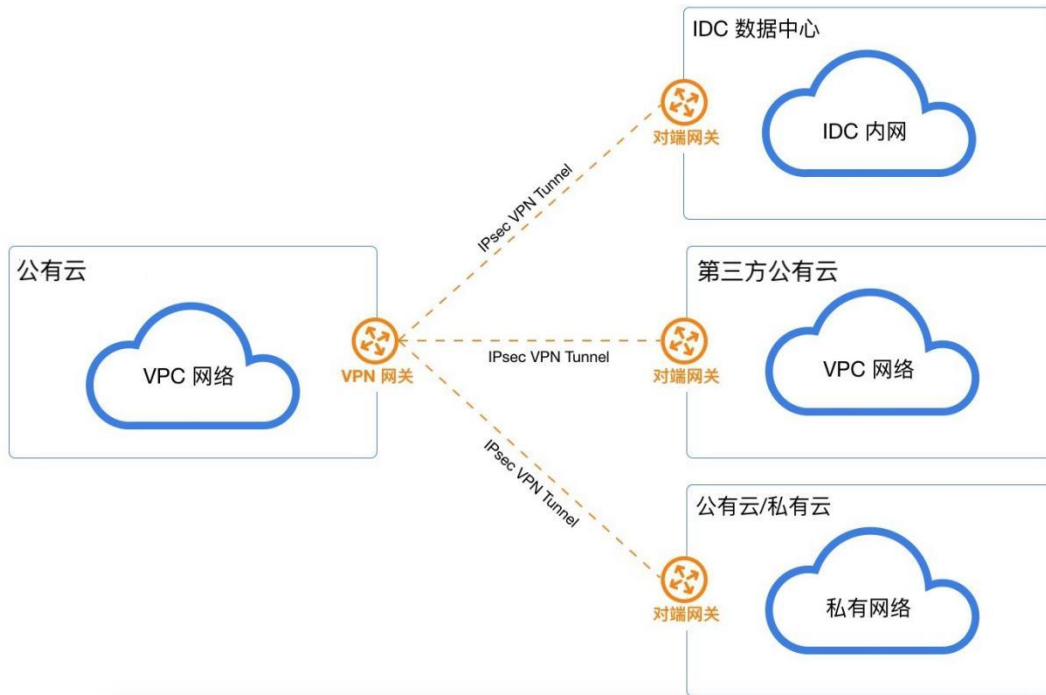 IDC 数据中心
IDC 内网
对端网关
IPsec VPN Tunnel
公有云
VPC 网络
VPN 网关
IPsec VPN Tunnel
第三方公有云
VPC 网络
对端网关
IPsec VPN Tunnel
公有云/私有云
私有网络
对端网关